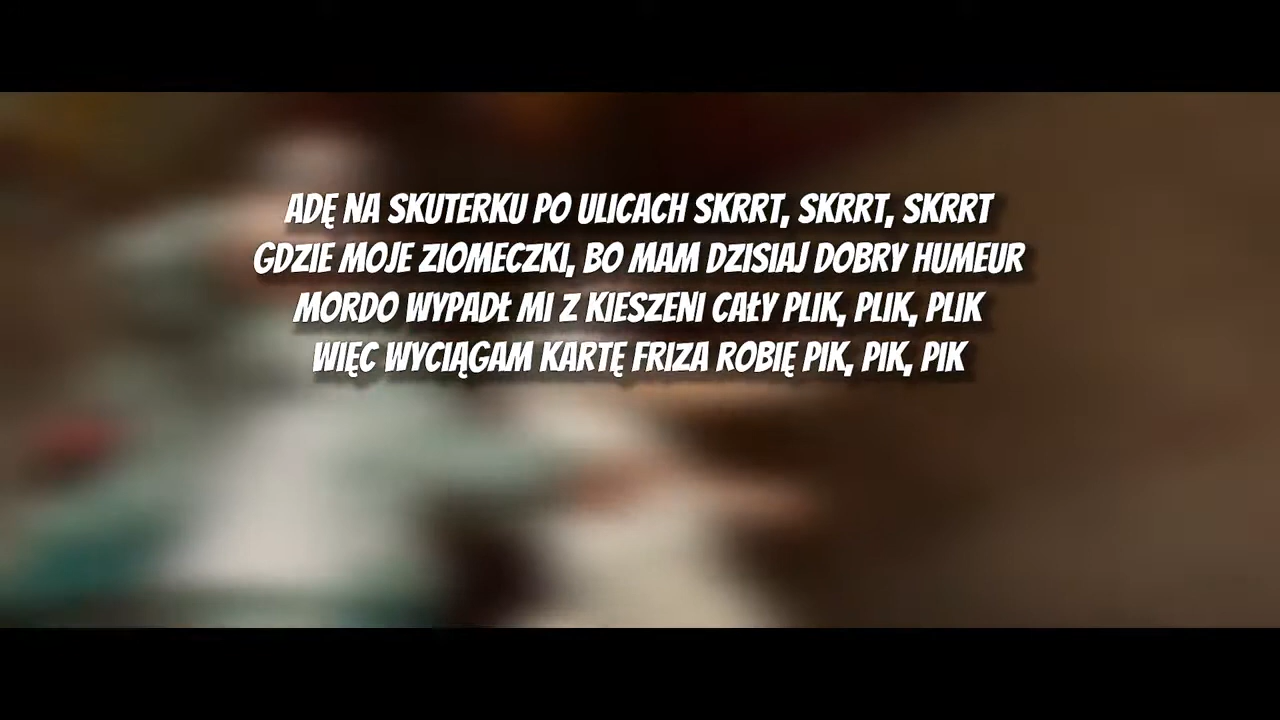 ADĘ NA SKUTERKU PO ULICACH SKRRT, SKRRT, SKRRT
GDZIE MOJE ZIOMECZKI, BO MAM DZISIAJ DOBRY HUMEUR
MORDO WYPADŁ MI Z KIESZENI CAŁY PLIK, PLIK, PLIK
WIĘC WYCIĄGAM KARTĘ FRIZA ROBIĘ PIK, PIK, PIK